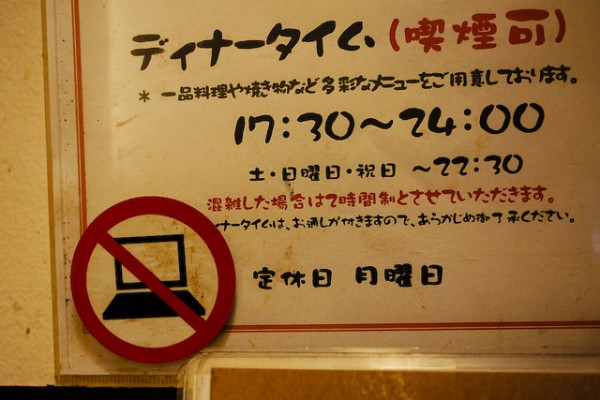 ディナータイム (喫煙可)
* 一品料理や焼き物など多彩なメニューをご用意しております。
17:30～24:00
土・日曜日・祝日 ～22:30
混雑した場合は2時間制とさせていただきます。
ナータイムは、お通しが付きますので、あらかじめ御了承ください。
定休日 月曜日